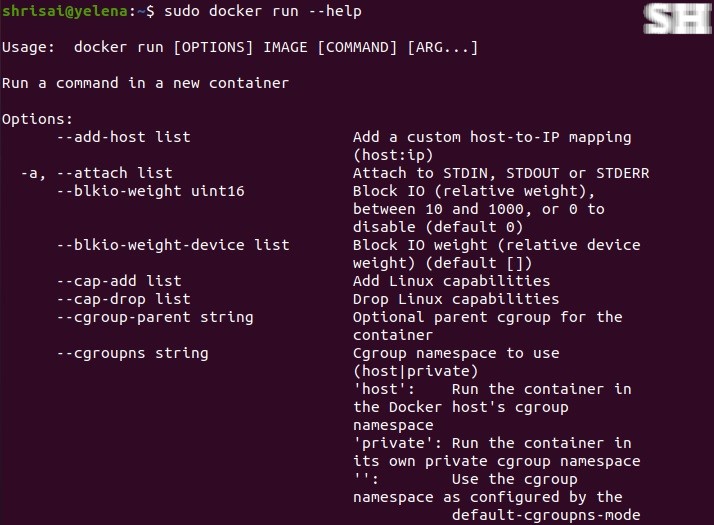 shrisai@yelena:~$ sudo docker run --help
SH
Usage:  docker run [OPTIONS] IMAGE [COMMAND] [ARG...]
Run a command in a new container
Options:
      --add-host list                  Add a custom host-to-IP mapping
                                       (host:ip)
  -a, --attach list                    Attach to STDIN, STDOUT or STDERR
      --blkio-weight uint16            Block IO (relative weight),
                                       between 10 and 1000, or 0 to
                                       disable (default 0)
      --blkio-weight-device list       Block IO weight (relative device
                                       weight) (default [])
      --cap-add list                   Add Linux capabilities
      --cap-drop list                  Drop Linux capabilities
      --cgroup-parent string           Optional parent cgroup for the
                                       container
      --cgroupns string                Cgroup namespace to use
                                       (host|private)
                                       'host':    Run the container in
                                       the Docker host's cgroup
                                       namespace
                                       'private': Run the container in
                                       its own private cgroup namespace
                                       '':        Use the cgroup
                                       namespace as configured by the
                                                  default-cgroupns-mode